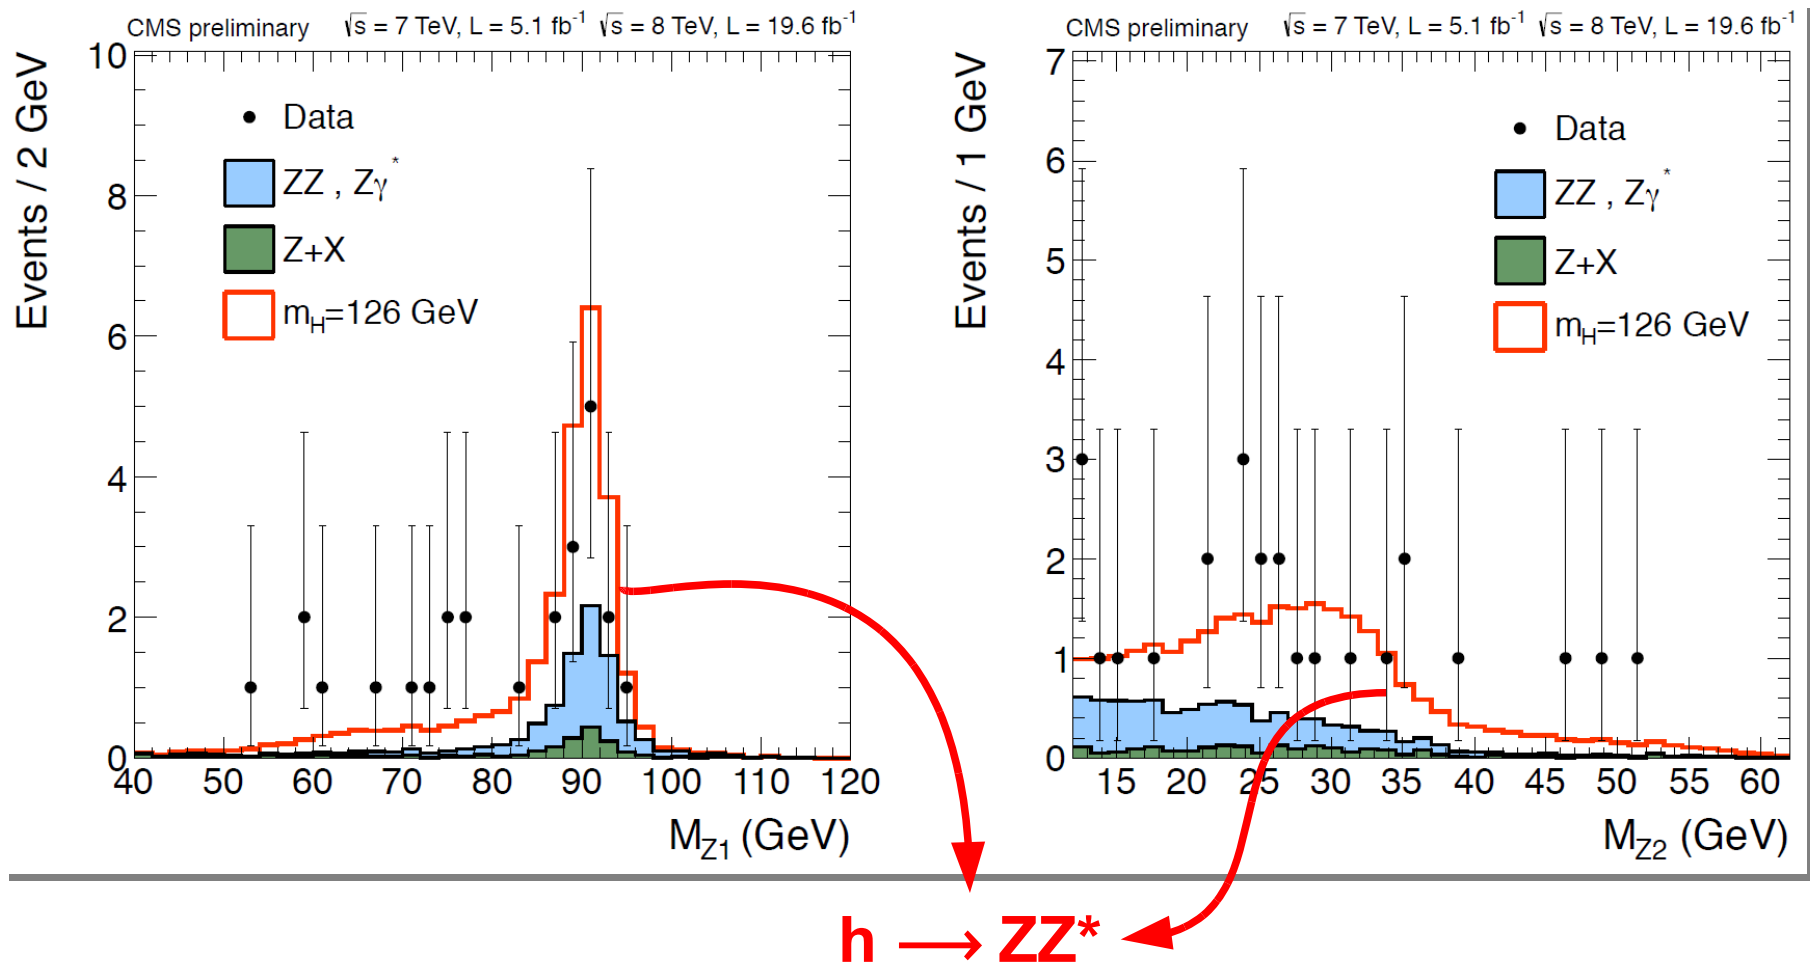 CMS preliminary √s = 7 TeV, L = 5.1 fb⁻¹ √s = 8 TeV, L = 19.6 fb⁻¹
Events / 2 GeV
10
8
6
4
2
0
Data
ZZ , Zγ*
Z+X
m_H=126 GeV
40 50 60 70 80 90 100 110 120
M_Z1 (GeV)
CMS preliminary √s = 7 TeV, L = 5.1 fb⁻¹ √s = 8 TeV, L = 19.6 fb⁻¹
Events / 1 GeV
7
6
5
4
3
2
1
0
Data
ZZ , Zγ*
Z+X
m_H=126 GeV
15 20 25 30 35 40 45 50 55 60
M_Z2 (GeV)
h → ZZ*